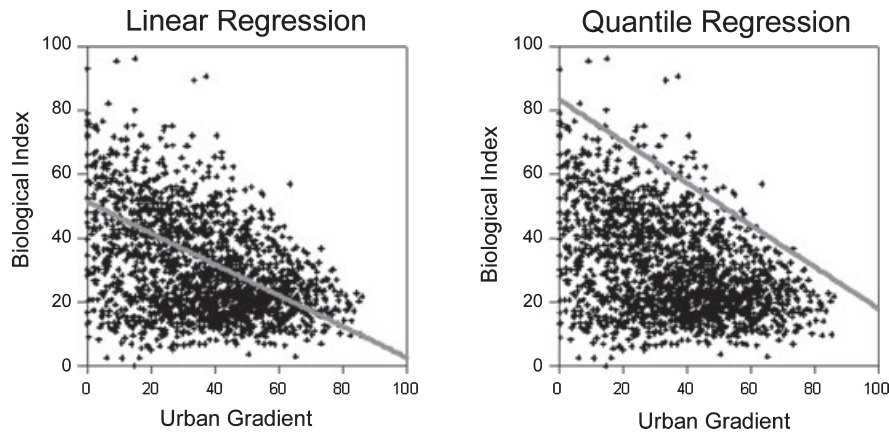 Linear Regression
100
80
60
40
20
0
Biological Index
0 20 40 60 80 100
Urban Gradient
Quantile Regression
100
80
60
40
20
0
Biological Index
0 20 40 60 80 100
Urban Gradient